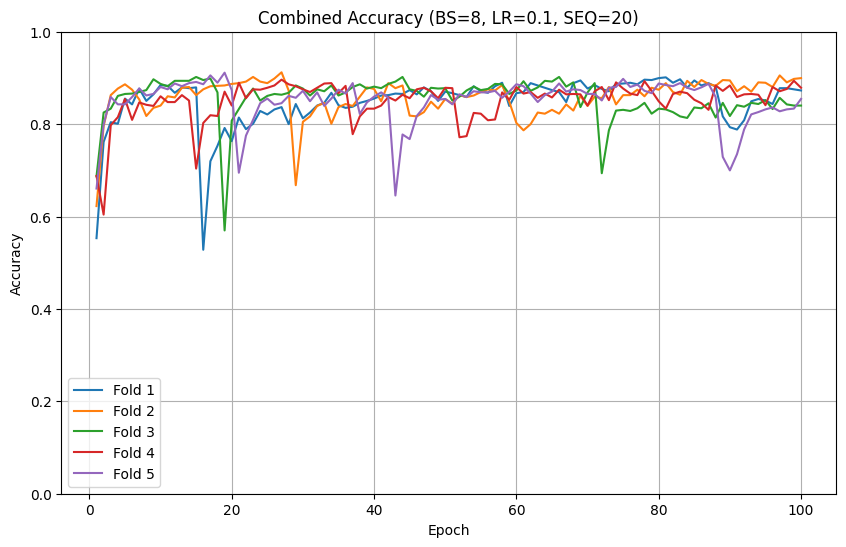 Combined Accuracy (BS=8, LR=0.1, SEQ=20)
1.0
0.8
0.6
0.4
0.2
0.0
Accuracy
Fold 1
Fold 2
Fold 3
Fold 4
Fold 5
0 20 40 60 80 100
Epoch